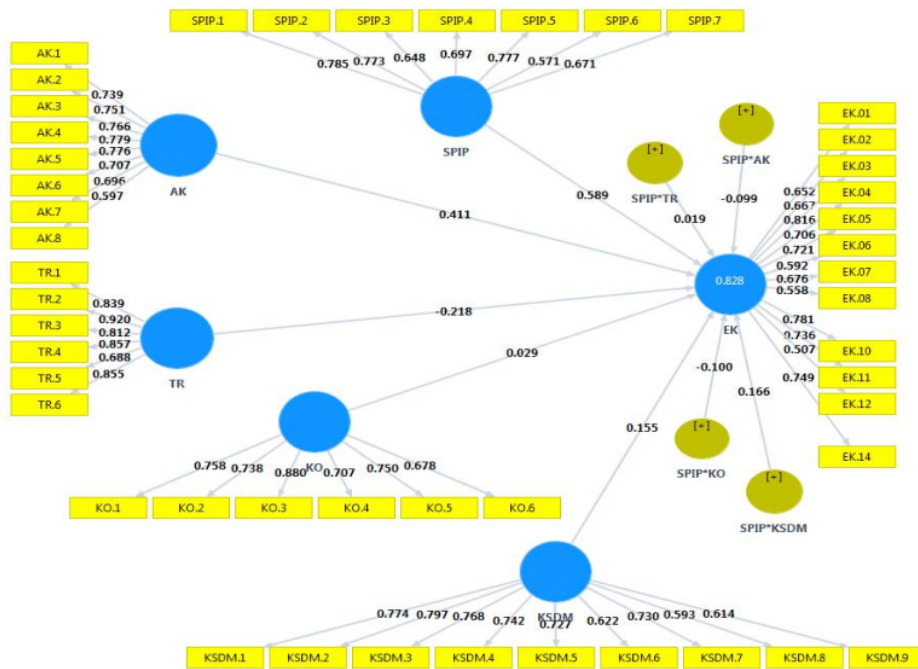 SPIP.1 SPIP.2 SPIP.3 SPIP.4 SPIP.5 SPIP.6 SPIP.7
0.785 0.773 0.648 0.697 0.777 0.571 0.671
SPIP
AK.1
AK.2
AK.3
AK.4
AK.5
AK.6
AK.7
AK.8
0.739
0.751
0.766
0.779
0.776
0.707
0.696
0.597
AK
TR.1
TR.2
TR.3
TR.4
TR.5
TR.6
0.839
0.920
0.812
0.857
0.688
0.855
TR
0.589
0.411
-0.218
0.029
0.155
[+]
SPIP*TR
0.019
[+]
SPIP*AK
-0.099
0.828
EK
EK.01
EK.02
EK.03
EK.04
EK.05
EK.06
EK.07
EK.08
EK.10
EK.11
EK.12
EK.14
0.652
0.667
0.816
0.706
0.721
0.592
0.676
0.558
0.781
0.736
0.507
0.749
-0.100
0.166
[+]
SPIP*KO
[+]
SPIP*KSDM
KO
0.758 0.738 0.880 0.707 0.750 0.678
KO.1 KO.2 KO.3 KO.4 KO.5 KO.6
KSDM
0.774 0.797 0.768 0.742 0.727 0.622 0.730 0.593 0.614
KSDM.1 KSDM.2 KSDM.3 KSDM.4 KSDM.5 KSDM.6 KSDM.7 KSDM.8 KSDM.9